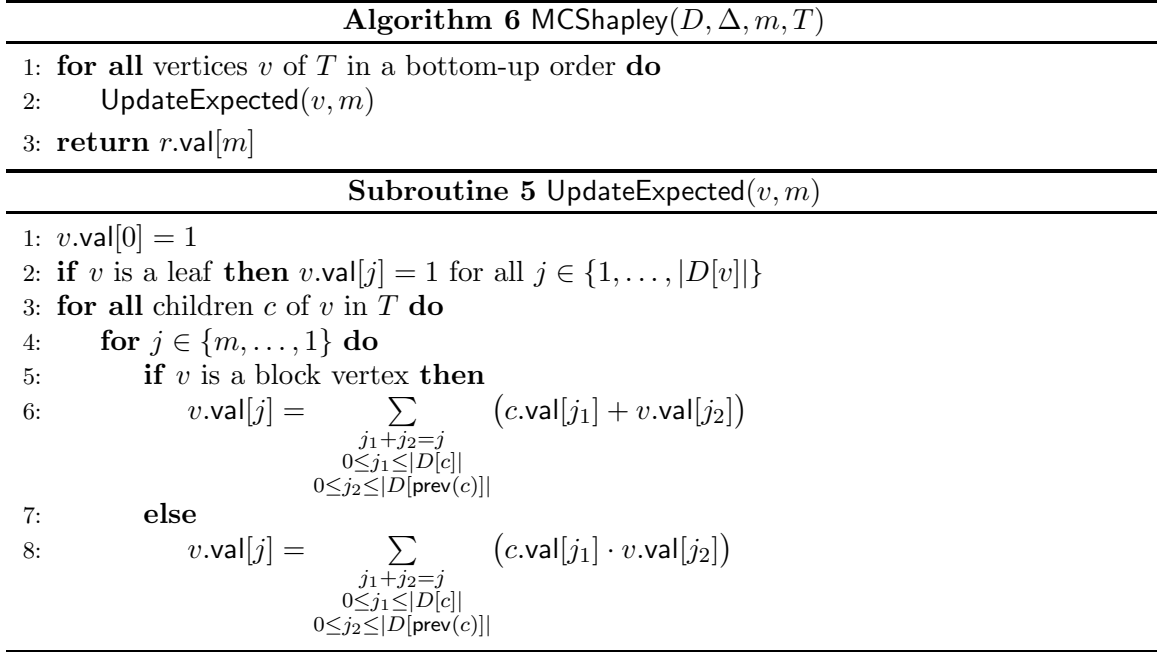 Algorithm 6 MCShapley(D, Δ, m, T)
1: for all vertices v of T in a bottom-up order do
2: UpdateExpected(v, m)
3: return r.val[m]
Subroutine 5 UpdateExpected(v, m)
1: v.val[0] = 1
2: if v is a leaf then v.val[j] = 1 for all j ∈ {1, . . . , |D[v]|}
3: for all children c of v in T do
4: for j ∈ {m, . . . , 1} do
5: if v is a block vertex then
6: v.val[j] = ∑ (c.val[j₁] + v.val[j₂])
j₁+j₂=j
0≤j₁≤|D[c]|
0≤j₂≤|D[prev(c)]|
7: else
8: v.val[j] = ∑ (c.val[j₁] · v.val[j₂])
j₁+j₂=j
0≤j₁≤|D[c]|
0≤j₂≤|D[prev(c)]|